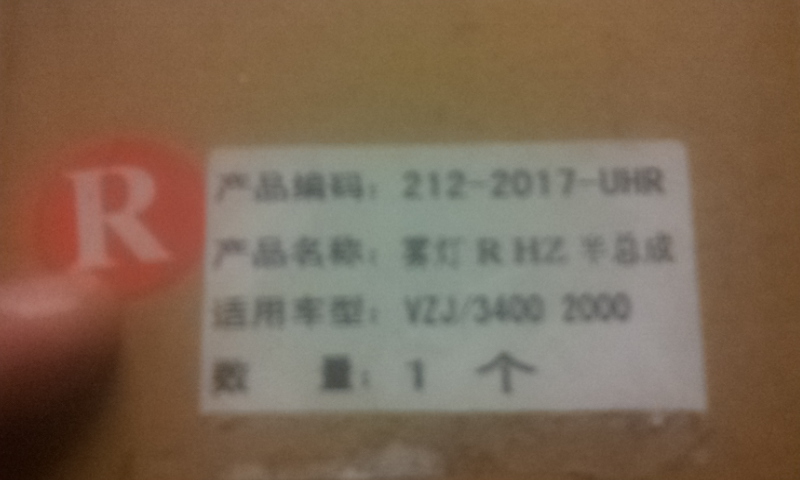 R
产品编码：212-2017-UHR
产品名称：雾灯 R HZ 半总成
适用车型：VZJ/3400 2000
数 量：1 个